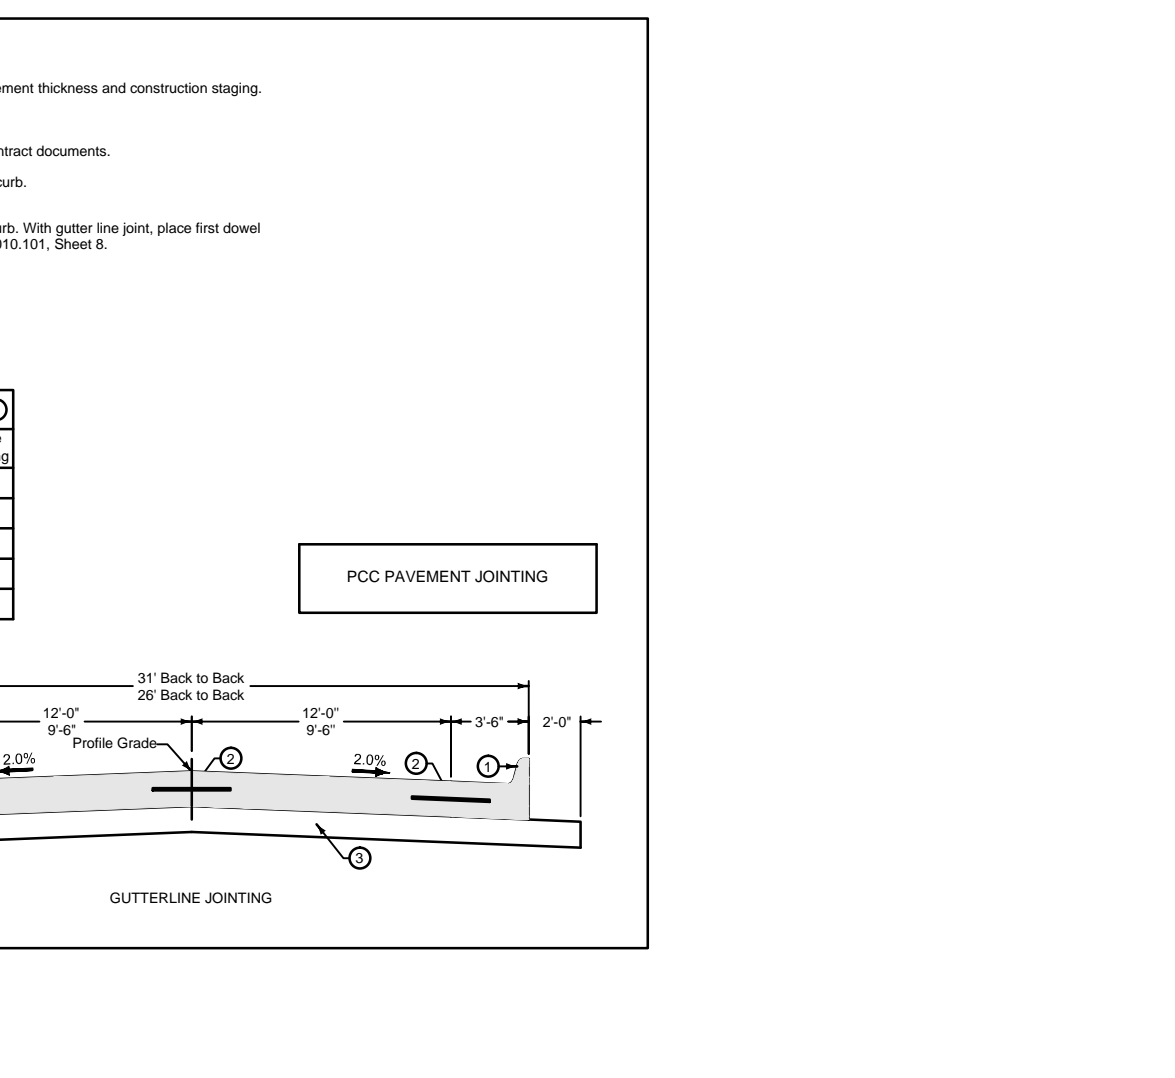 ement thickness and construction staging.
ntract documents.
curb.
urb. With gutter line joint, place first dowel
010.101, Sheet 8.
e
ng
PCC PAVEMENT JOINTING
31' Back to Back
26' Back to Back
12'-0"
9'-6"
12'-0"
9'-6"
3'-6"
2'-0"
Profile Grade
2.0%
2
2.0%
2
1
3
GUTTERLINE JOINTING